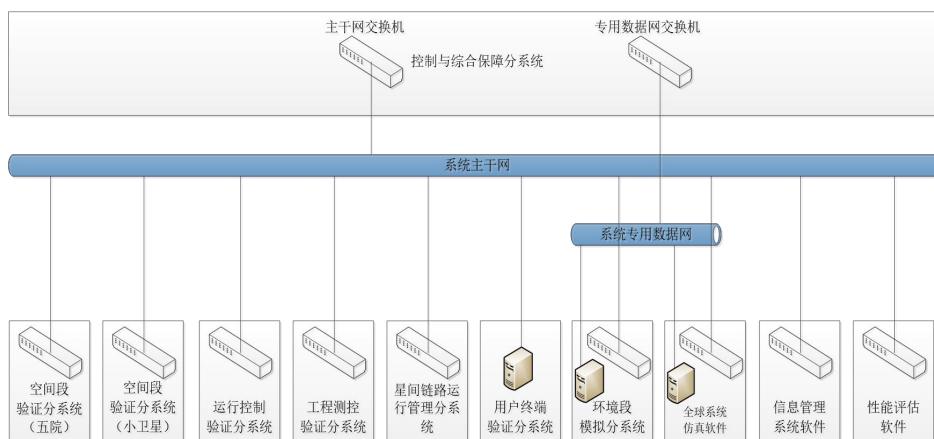 主干网交换机
专用数据网交换机
控制与综合保障分系统
系统主干网
系统专用数据网
空间段
验证分系统
（五院）
空间段
验证分系统
（小卫星）
运行控制
验证分系统
工程测控
验证分系统
星间链路运
行管理分系
统
用户终端
验证分系统
环境段
模拟分系统
全球系统
仿真软件
信息管理
系统软件
性能评估
软件